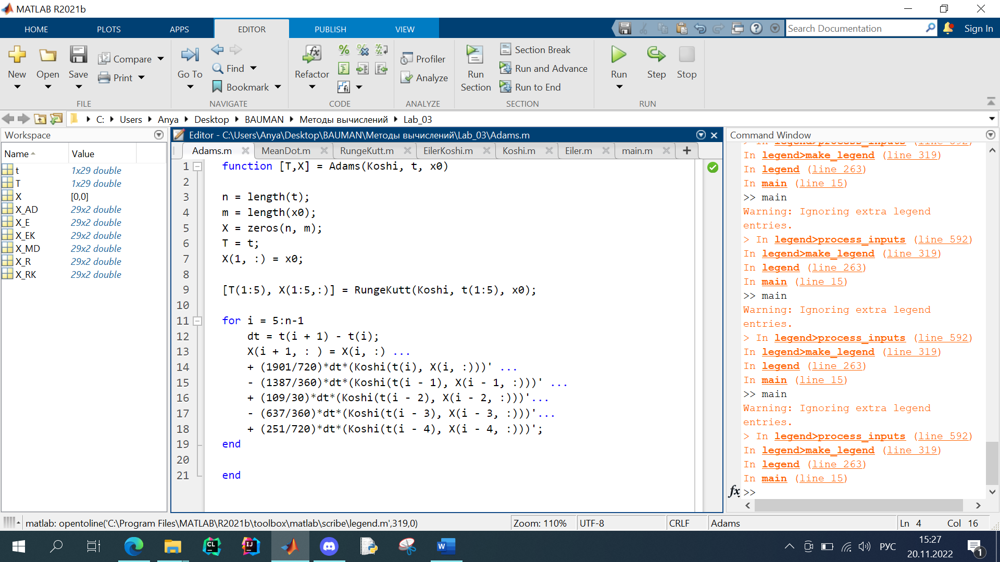 MATLAB R2021b
HOME PLOTS APPS EDITOR PUBLISH VIEW Search Documentation Sign In
New Open Save Compare Print FILE
Go To Find Bookmark NAVIGATE
Refactor CODE
Profiler Analyze ANALYZE
Run Section Section Break Run and Advance Run to End SECTION
Run Step Stop RUN
C: Users Anya Desktop BAUMAN Методы вычислений Lab_03
Workspace
Name Value
t 1x29 double
T 1x29 double
X [0,0]
X_AD 29x2 double
X_E 29x2 double
X_EK 29x2 double
X_MD 29x2 double
X_R 29x2 double
X_RK 29x2 double
Editor - C:\Users\Anya\Desktop\BAUMAN\Методы вычислений\Lab_03\Adams.m
Adams.m MeanDot.m RungeKutt.m EilerKoshi.m Koshi.m Eiler.m main.m
1 function [T,X] = Adams(Koshi, t, x0)
2
3 n = length(t);
4 m = length(x0);
5 X = zeros(n, m);
6 T = t;
7 X(1, :) = x0;
8
9 [T(1:5), X(1:5,:)] = RungeKutt(Koshi, t(1:5), x0);
10
11 for i = 5:n-1
12 dt = t(i + 1) - t(i);
13 X(i + 1, : ) = X(i, :) ...
14 + (1901/720)*dt*(Koshi(t(i), X(i, :)))' ...
15 - (1387/360)*dt*(Koshi(t(i - 1), X(i - 1, :)))' ...
16 + (109/30)*dt*(Koshi(t(i - 2), X(i - 2, :)))'...
17 - (637/360)*dt*(Koshi(t(i - 3), X(i - 3, :)))'...
18 + (251/720)*dt*(Koshi(t(i - 4), X(i - 4, :)))';
19 end
20
21 end
Command Window
> In legend>process_inputs (line 592)
In legend>make_legend (line 319)
In legend (line 263)
In main (line 15)
>> main
Warning: Ignoring extra legend
entries.
> In legend>process_inputs (line 592)
In legend>make_legend (line 319)
In legend (line 263)
In main (line 15)
>> main
Warning: Ignoring extra legend
entries.
> In legend>process_inputs (line 592)
In legend>make_legend (line 319)
In legend (line 263)
In main (line 15)
>> main
Warning: Ignoring extra legend
entries.
> In legend>process_inputs (line 592)
In legend>make_legend (line 319)
In legend (line 263)
In main (line 15)
fx >>
matlab: opentoline('C:\Program Files\MATLAB\R2021b\toolbox\matlab\scribe\legend.m',319,0) Zoom: 110% UTF-8 CRLF Adams Ln 4 Col 16
CL IJ W РУС 15:27
20.11.2022 1